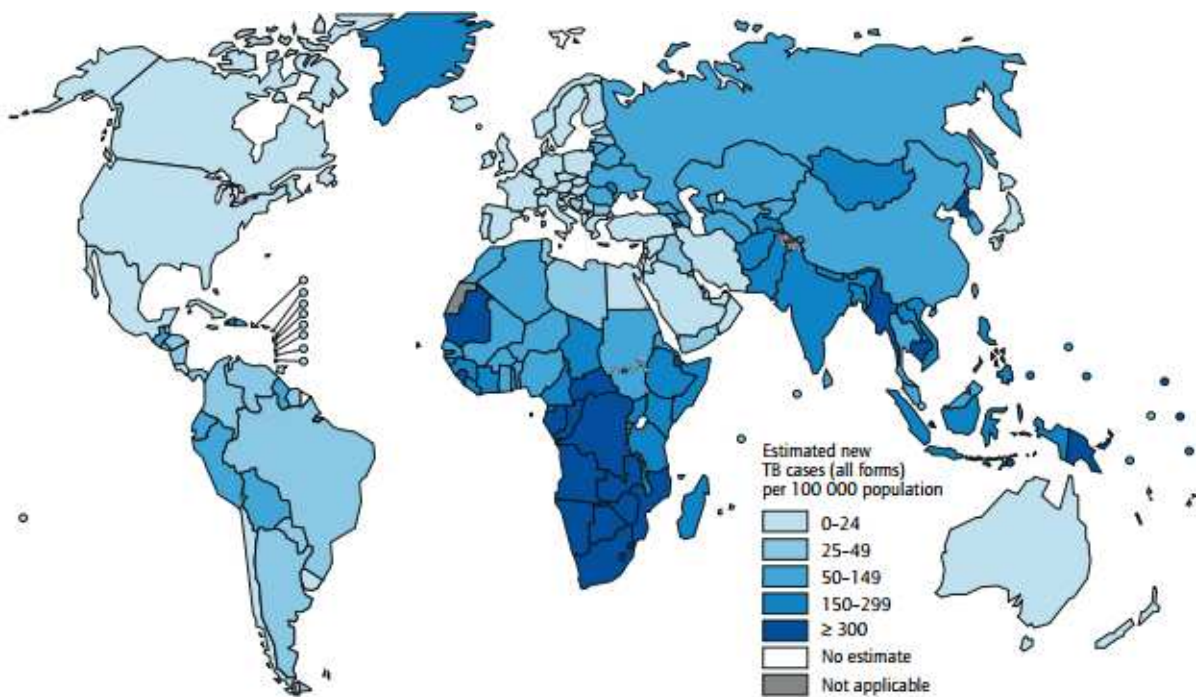 Estimated new
TB cases (all forms)
per 100 000 population
0–24
25–49
50–149
150–299
≥ 300
No estimate
Not applicable